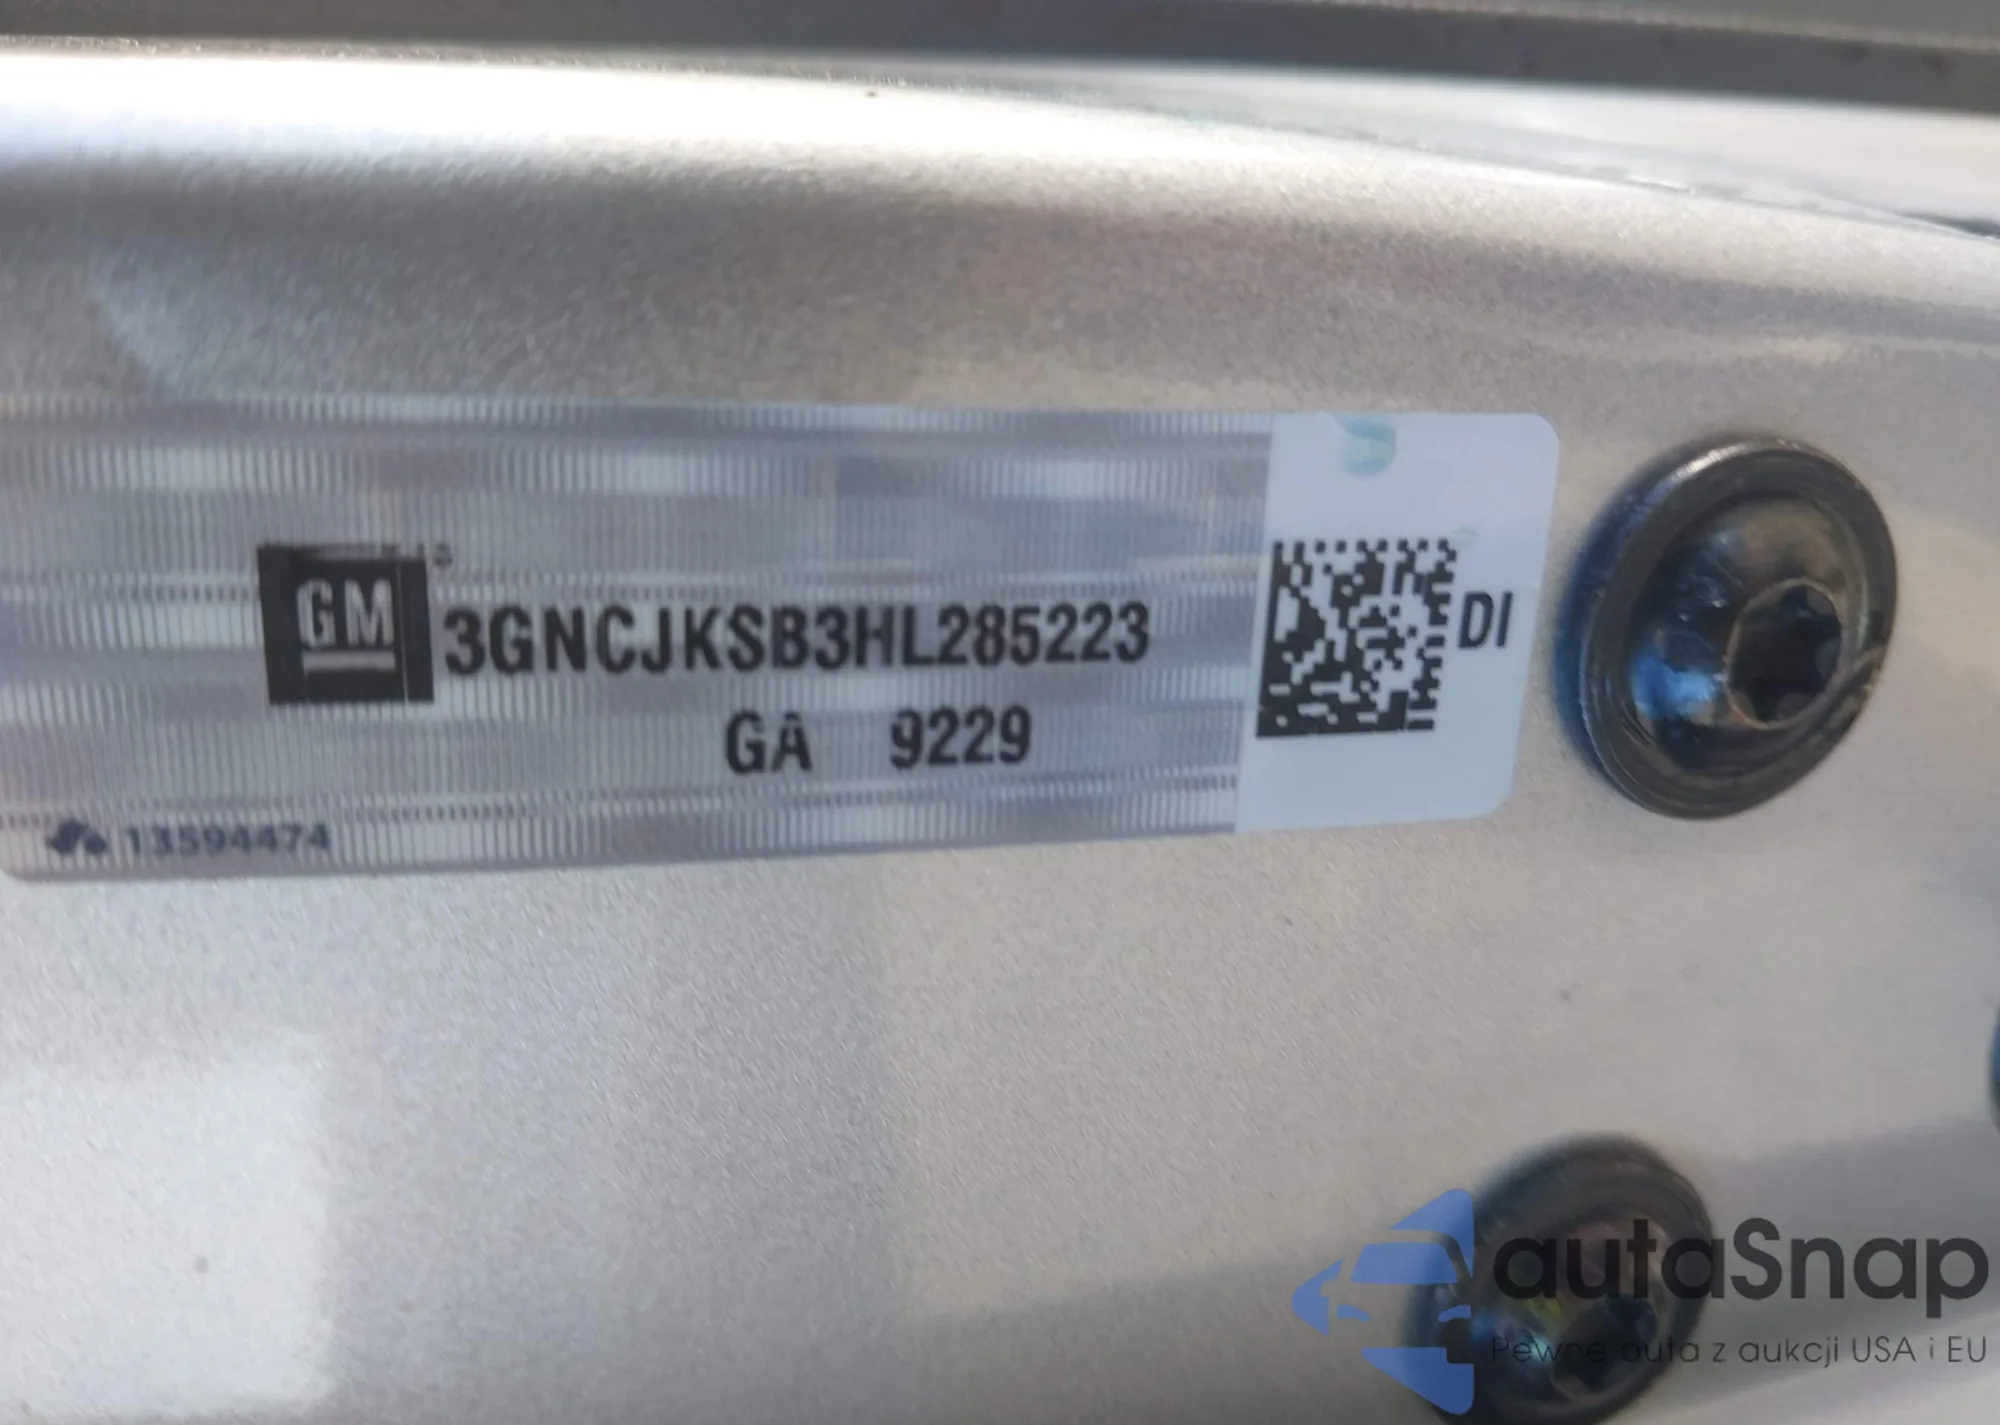 GM
3GNCJKSB3HL285223
DI
GA 9229
13594474
autaSnap
Pewne auta z aukcji USA i EU